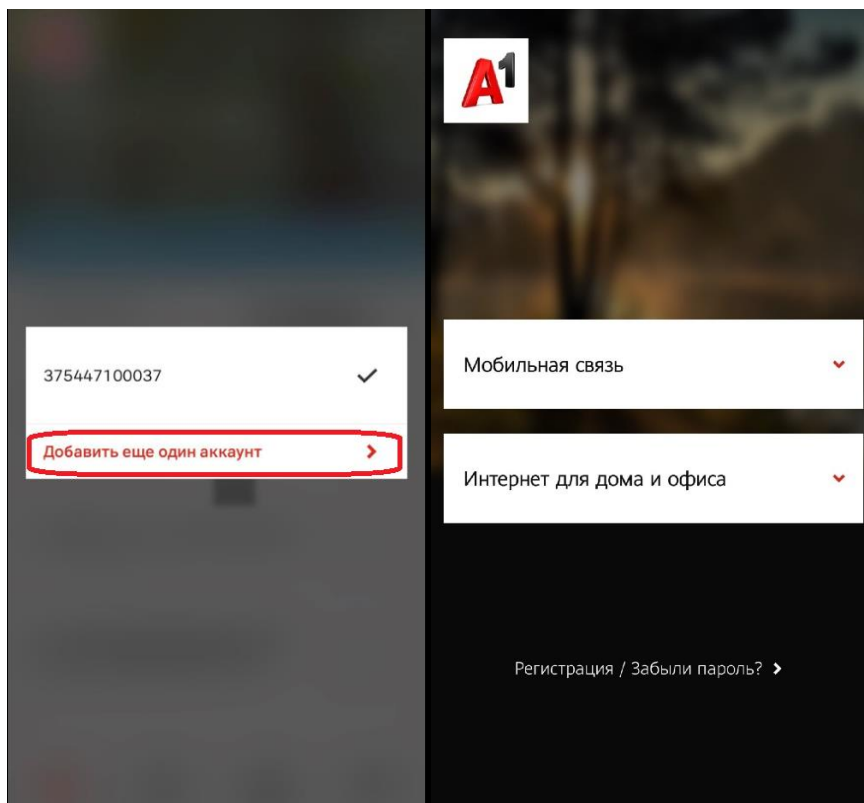 375447100037
Добавить еще один аккаунт
A1
Мобильная связь
Интернет для дома и офиса
Регистрация / Забыли пароль?